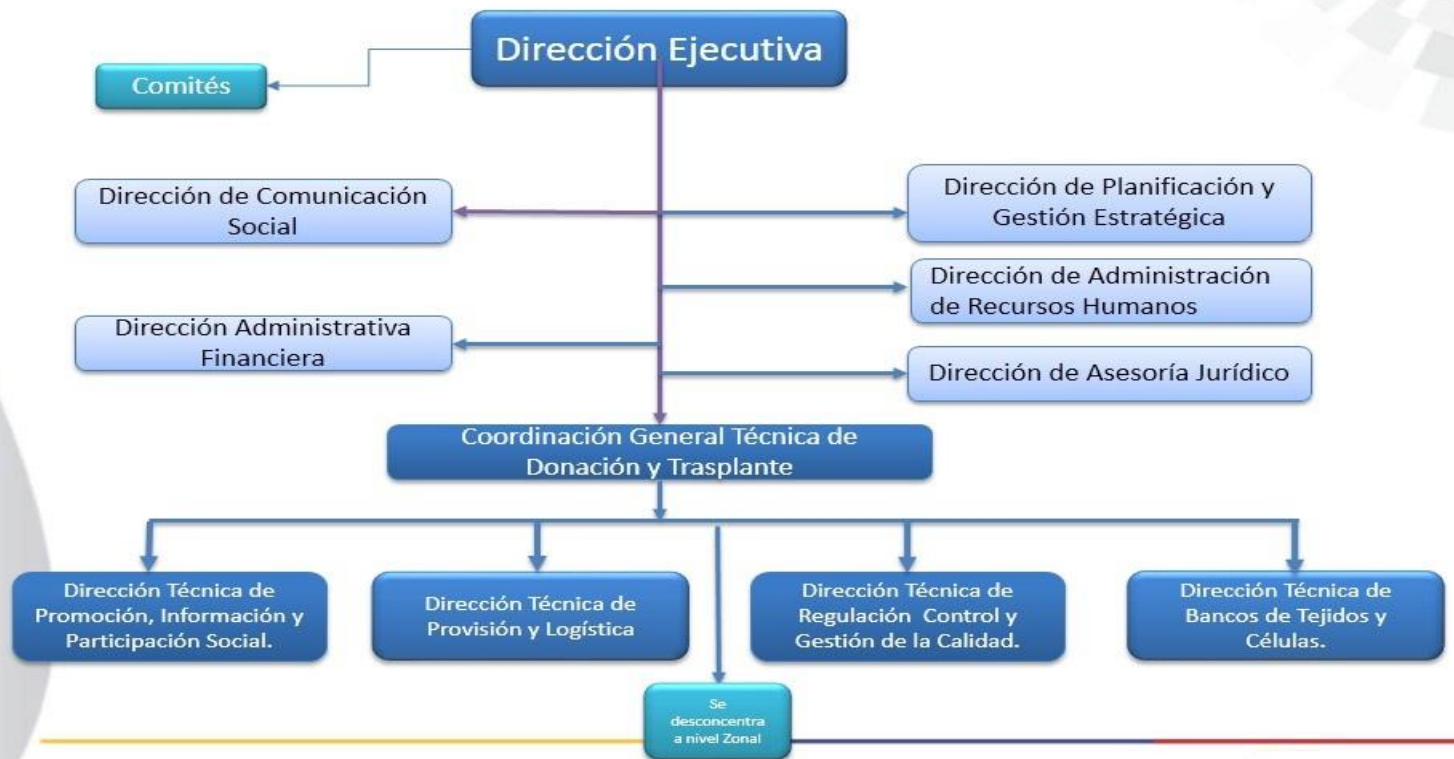 Dirección Ejecutiva
Comités
Dirección de Comunicación
Social
Dirección de Planificación y
Gestión Estratégica
Dirección de Administración
de Recursos Humanos
Dirección Administrativa
Financiera
Dirección de Asesoría Jurídico
Coordinación General Técnica de
Donación y Trasplante
Dirección Técnica de
Promoción, Información y
Participación Social.
Dirección Técnica de
Provisión y Logística
Dirección Técnica de
Regulación Control y
Gestión de la Calidad.
Dirección Técnica de
Bancos de Tejidos y
Células.
Se
desconcentra
a nivel Zonal